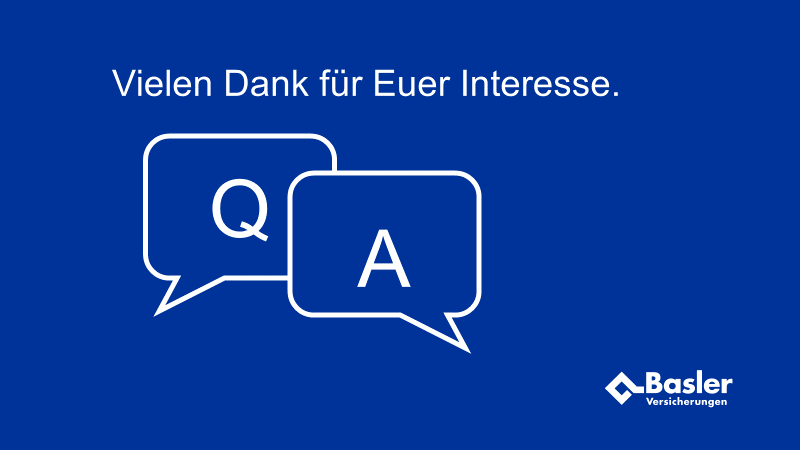 Vielen Dank für Euer Interesse.
Q
A
Basler
Versicherungen